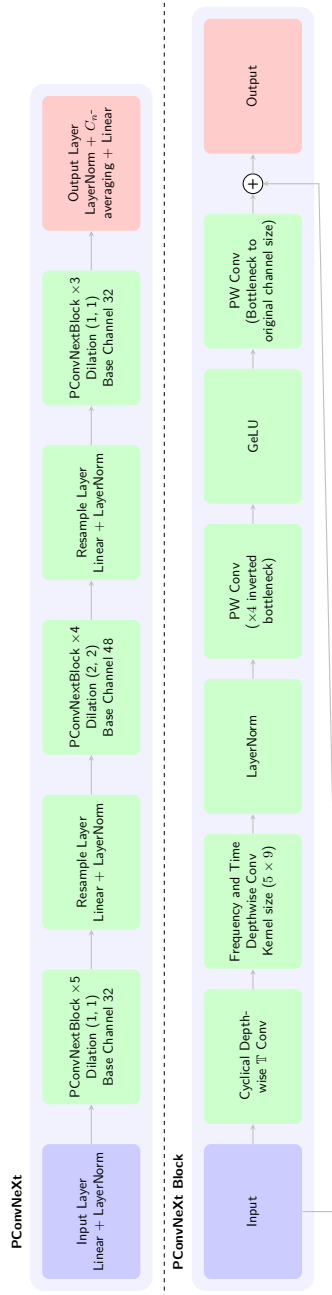 PConvNeXt
Input Layer
Linear + LayerNorm
PConvNextBlock ×5
Dilation (1, 1)
Base Channel 32
Resample Layer
Linear + LayerNorm
PConvNextBlock ×4
Dilation (2, 2)
Base Channel 48
Resample Layer
Linear + LayerNorm
PConvNextBlock ×3
Dilation (1, 1)
Base Channel 32
Output Layer
LayerNorm + Cₙ-
averaging + Linear
PConvNeXt Block
Input
Cyclical Depth-
wise 𝕋 Conv
Frequency and Time
Depthwise Conv
Kernel size (5 × 9)
LayerNorm
PW Conv
(×4 inverted
bottleneck)
GeLU
PW Conv
(Bottleneck to
original channel size)
+
Output